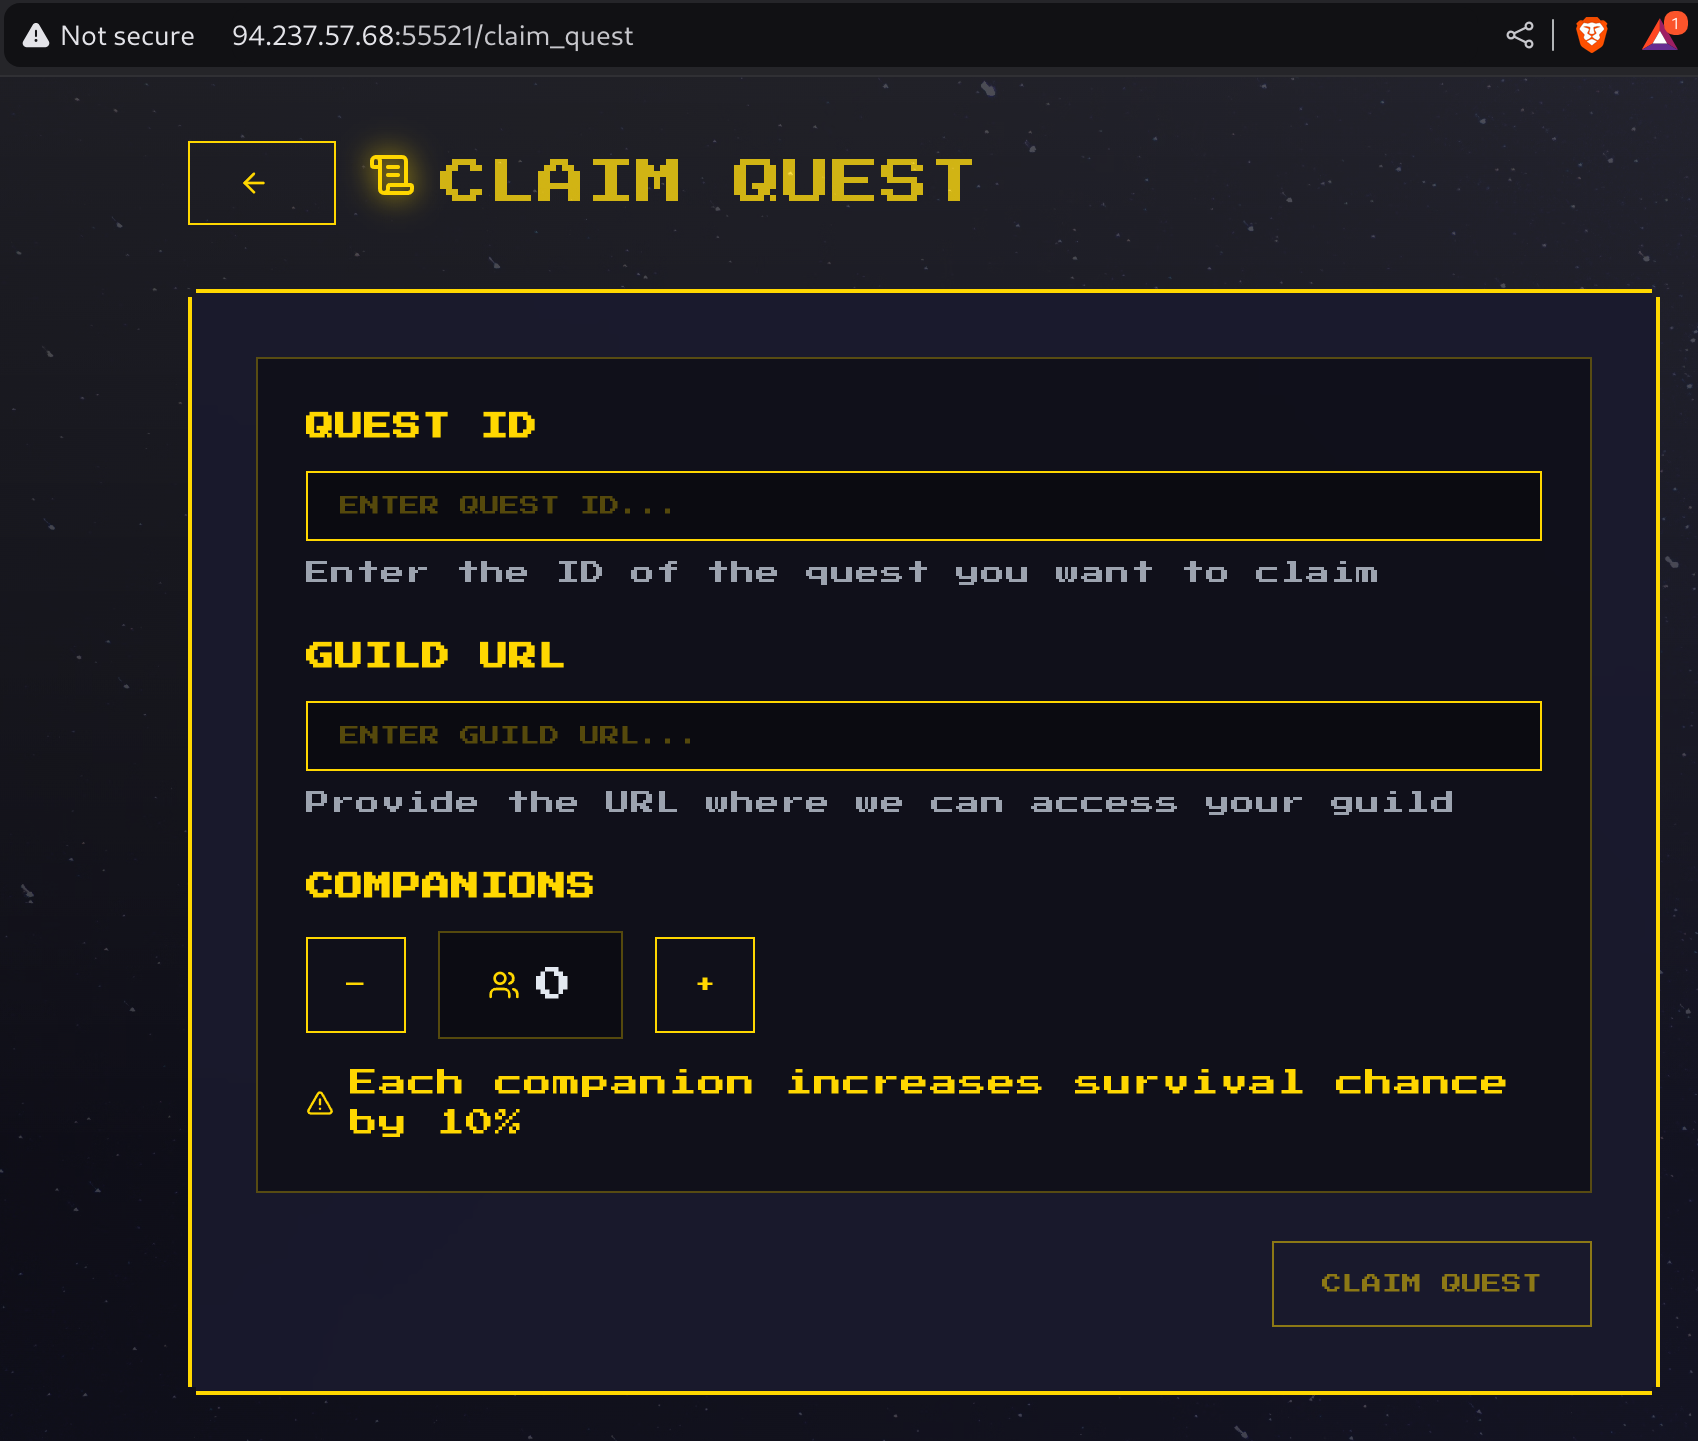 Not secure 94.237.57.68:55521/claim_quest
1
CLAIM QUEST
QUEST ID
ENTER QUEST ID...
Enter the ID of the quest you want to claim
GUILD URL
ENTER GUILD URL...
Provide the URL where we can access your guild
COMPANIONS
- 0 +
Each companion increases survival chance
by 10%
CLAIM QUEST